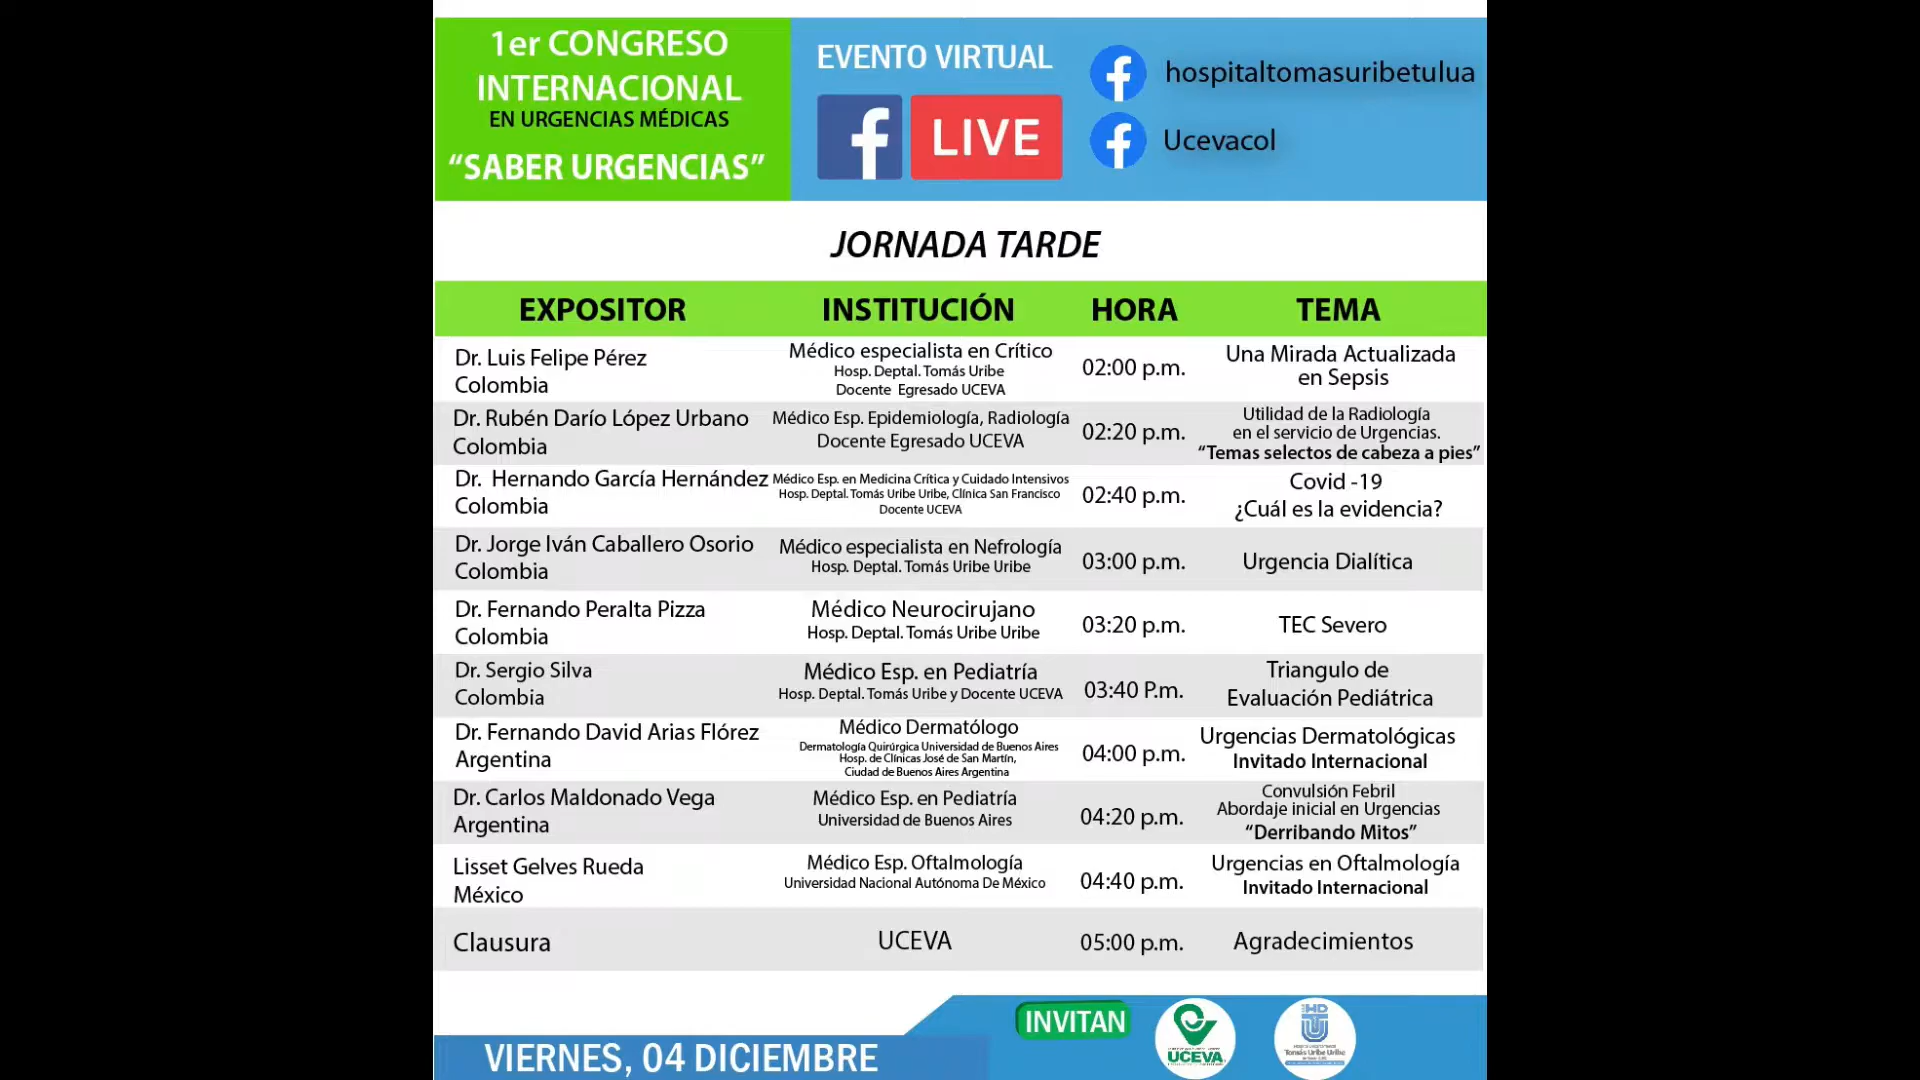 1er CONGRESO
INTERNACIONAL
EN URGENCIAS MÉDICAS
“SABER URGENCIAS”
EVENTO VIRTUAL
f LIVE
hospitaltomasuribetulua
Ucevacol
JORNADA TARDE
EXPOSITOR INSTITUCIÓN HORA TEMA
Dr. Luis Felipe Pérez
Colombia
Médico especialista en Crítico
Hosp. Deptal. Tomás Uribe
Docente Egresado UCEVA
02:00 p.m.
Una Mirada Actualizada
en Sepsis
Dr. Rubén Darío López Urbano
Colombia
Médico Esp. Epidemiología, Radiología
Docente Egresado UCEVA
02:20 p.m.
Utilidad de la Radiología
en el servicio de Urgencias.
“Temas selectos de cabeza a pies”
Dr. Hernando García Hernández
Colombia
Médico Esp. en Medicina Crítica y Cuidado Intensivos
Hosp. Deptal. Tomás Uribe Uribe, Clínica San Francisco
Docente UCEVA
02:40 p.m.
Covid -19
¿Cuál es la evidencia?
Dr. Jorge Iván Caballero Osorio
Colombia
Médico especialista en Nefrología
Hosp. Deptal. Tomás Uribe Uribe
03:00 p.m.
Urgencia Dialítica
Dr. Fernando Peralta Pizza
Colombia
Médico Neurocirujano
Hosp. Deptal. Tomás Uribe Uribe
03:20 p.m.
TEC Severo
Dr. Sergio Silva
Colombia
Médico Esp. en Pediatría
Hosp. Deptal. Tomás Uribe y Docente UCEVA
03:40 P.m.
Triangulo de
Evaluación Pediátrica
Dr. Fernando David Arias Flórez
Argentina
Médico Dermatólogo
Dermatología Quirúrgica Universidad de Buenos Aires
Hosp. de Clínicas José de San Martín,
Ciudad de Buenos Aires Argentina
04:00 p.m.
Urgencias Dermatológicas
Invitado Internacional
Dr. Carlos Maldonado Vega
Argentina
Médico Esp. en Pediatría
Universidad de Buenos Aires
04:20 p.m.
Convulsión Febril
Abordaje inicial en Urgencias
“Derribando Mitos”
Lisset Gelves Rueda
México
Médico Esp. Oftalmología
Universidad Nacional Autónoma De México
04:40 p.m.
Urgencias en Oftalmología
Invitado Internacional
Clausura
UCEVA
05:00 p.m.
Agradecimientos
VIERNES, 04 DICIEMBRE
INVITAN
UCEVA
HD
Tomás Uribe Uribe